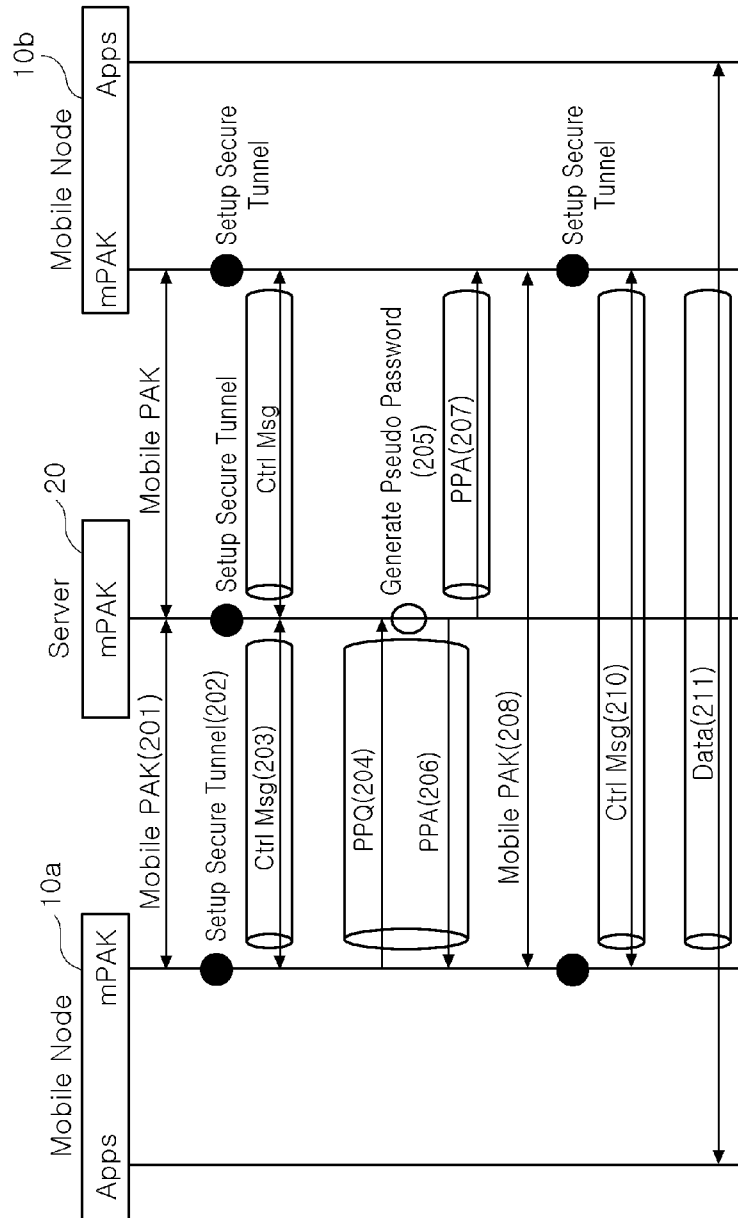 Mobile Node
10a
Apps
mPAK
Server
20
mPAK
Mobile Node
10b
mPAK
Apps
Mobile PAK(201)
Mobile PAK
Setup Secure Tunnel(202)
Setup Secure Tunnel
Setup Secure
Tunnel
Ctrl Msg(203)
Ctrl Msg
PPQ(204)
Generate Pseudo Password
(205)
PPA(206)
PPA(207)
Mobile PAK(208)
Setup Secure
Tunnel
Ctrl Msg(210)
Data(211)